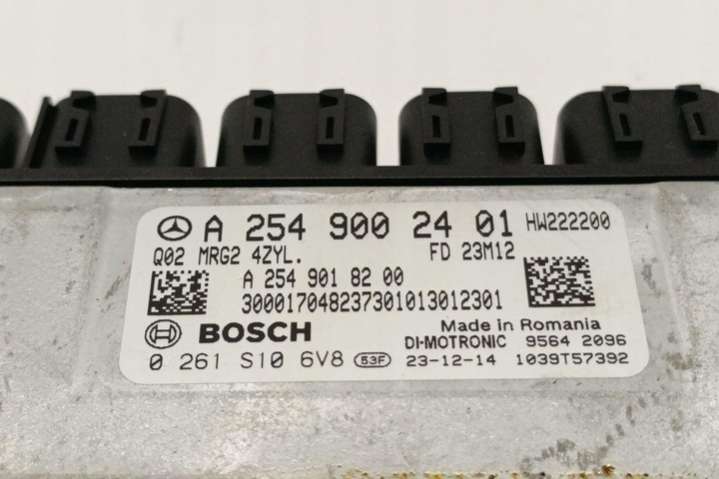 A 254 900 24 01 HW222200
Q02 MRG2 4ZYL. FD 23M12
A 254 901 82 00
300017048237301013012301
BOSCH Made in Romania
DI-MOTRONIC 9564 2096
0 261 S10 6V8 53F 23-12-14 1039T57392